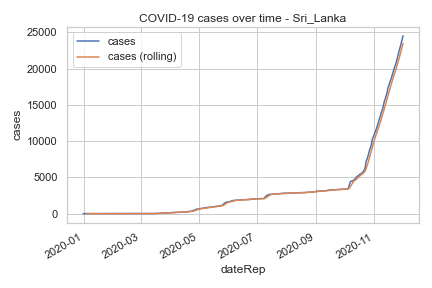 COVID-19 cases over time - Sri_Lanka
cases
cases (rolling)
25000
20000
15000
10000
5000
0
cases
2020-01
2020-03
2020-05
2020-07
2020-09
2020-11
dateRep